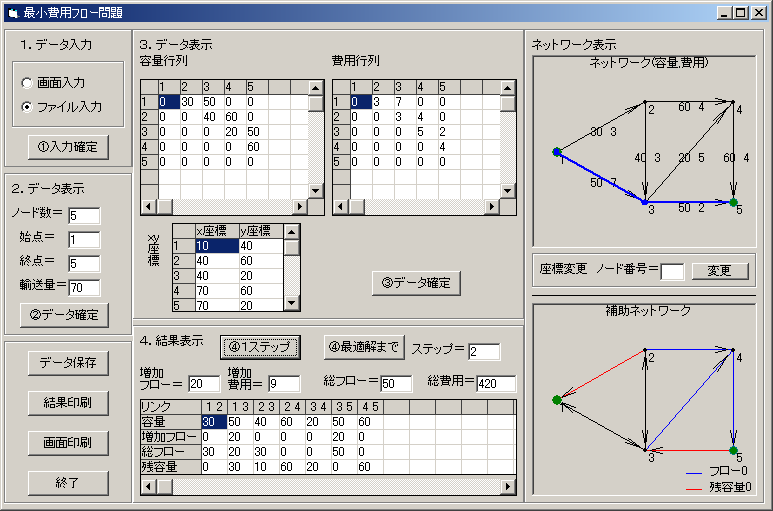 最小費用フロー問題
1. データ入力
画面入力
ファイル入力
①入力確定
2. データ表示
ノード数＝ 5
始点＝ 1
終点＝ 5
輸送量＝ 70
②データ確定
データ保存
結果印刷
画面印刷
終了
3. データ表示
容量行列
1 2 3 4 5
1 0 30 50 0 0
2 0 0 40 60 0
3 0 0 0 20 50
4 0 0 0 0 60
5 0 0 0 0 0
費用行列
1 2 3 4 5
1 0 3 7 0 0
2 0 0 3 4 0
3 0 0 0 5 2
4 0 0 0 0 4
5 0 0 0 0 0
xy座標
x座標 y座標
1 10 40
2 40 60
3 40 20
4 70 60
5 70 20
③データ確定
4. 結果表示
④1ステップ
④最適解まで
ステップ＝ 2
増加フロー＝ 20
増加費用＝ 9
総フロー＝ 50
総費用＝ 420
リンク 1 2 1 3 2 3 2 4 3 4 3 5 4 5
容量 30 50 40 60 20 50 60
増加フロー 0 20 0 0 0 20 0
総フロー 30 20 30 0 0 50 0
残容量 0 30 10 60 20 0 60
ネットワーク表示
ネットワーク(容量,費用)
2 60 4 4
30 3
1 40 3 20 5 60 4
50 7
3 50 2 5
座標変更 ノード番号＝ 変更
補助ネットワーク
2 4
1
3 5
フロー0
残容量0